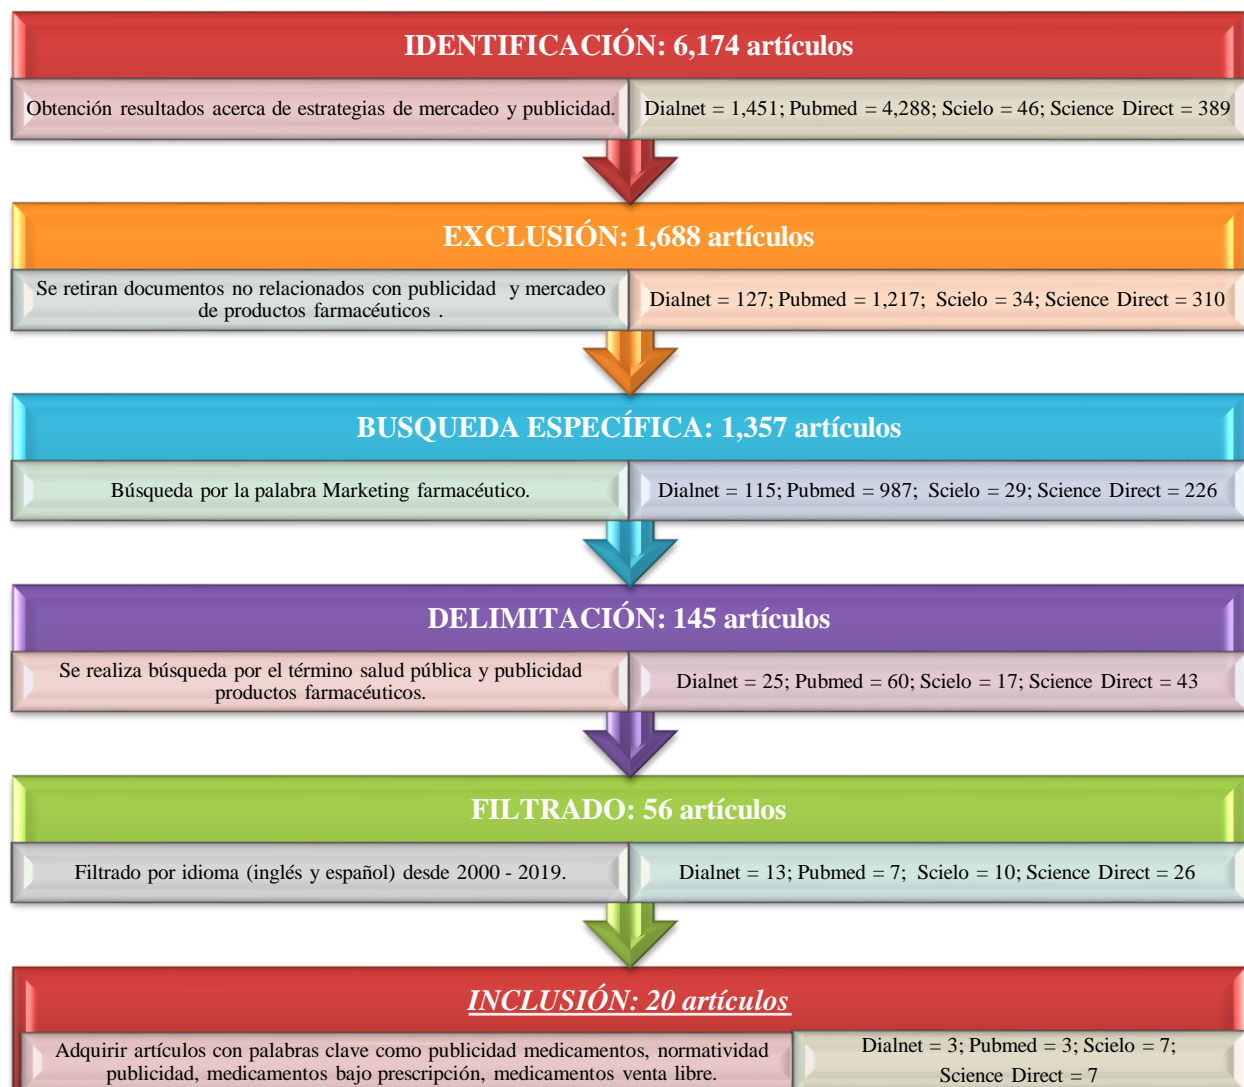 IDENTIFICACIÓN: 6,174 artículos
Obtención resultados acerca de estrategias de mercadeo y publicidad.
Dialnet = 1,451; Pubmed = 4,288; Scielo = 46; Science Direct = 389
EXCLUSIÓN: 1,688 artículos
Se retiran documentos no relacionados con publicidad y mercadeo
de productos farmacéuticos .
Dialnet = 127; Pubmed = 1,217; Scielo = 34; Science Direct = 310
BUSQUEDA ESPECÍFICA: 1,357 artículos
Búsqueda por la palabra Marketing farmacéutico.
Dialnet = 115; Pubmed = 987; Scielo = 29; Science Direct = 226
DELIMITACIÓN: 145 artículos
Se realiza búsqueda por el término salud pública y publicidad
productos farmacéuticos.
Dialnet = 25; Pubmed = 60; Scielo = 17; Science Direct = 43
FILTRADO: 56 artículos
Filtrado por idioma (inglés y español) desde 2000 - 2019.
Dialnet = 13; Pubmed = 7; Scielo = 10; Science Direct = 26
INCLUSIÓN: 20 artículos
Adquirir artículos con palabras clave como publicidad medicamentos, normatividad
publicidad, medicamentos bajo prescripción, medicamentos venta libre.
Dialnet = 3; Pubmed = 3; Scielo = 7;
Science Direct = 7